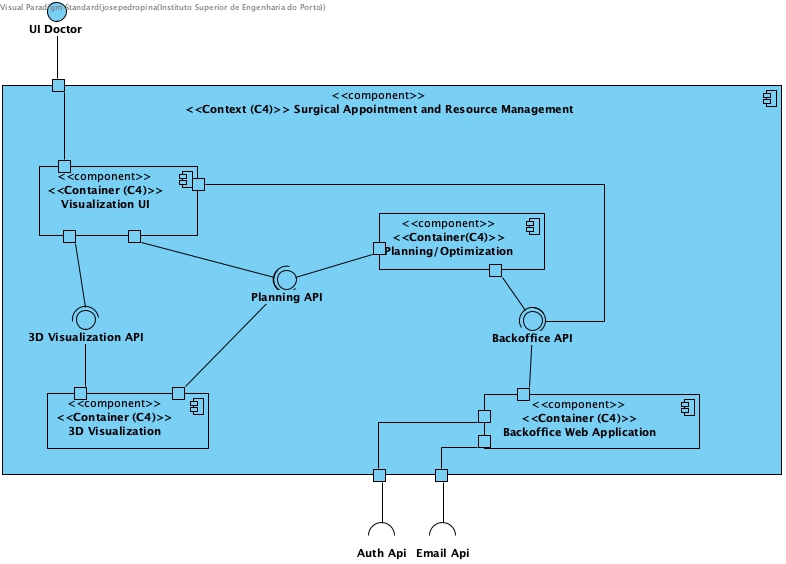 Visual Paradigm Standard(josepedropina(Instituto Superior de Engenharia do Porto))
UI Doctor
<<component>>
<<Context (C4)>> Surgical Appointment and Resource Management
<<component>>
<<Container (C4)>>
Visualization UI
<<component>>
<<Container(C4)>>
Planning/Optimization
Planning API
3D Visualization API
Backoffice API
<<component>>
<<Container (C4)>>
3D Visualization
<<component>>
<<Container (C4)>>
Backoffice Web Application
Auth Api
Email Api